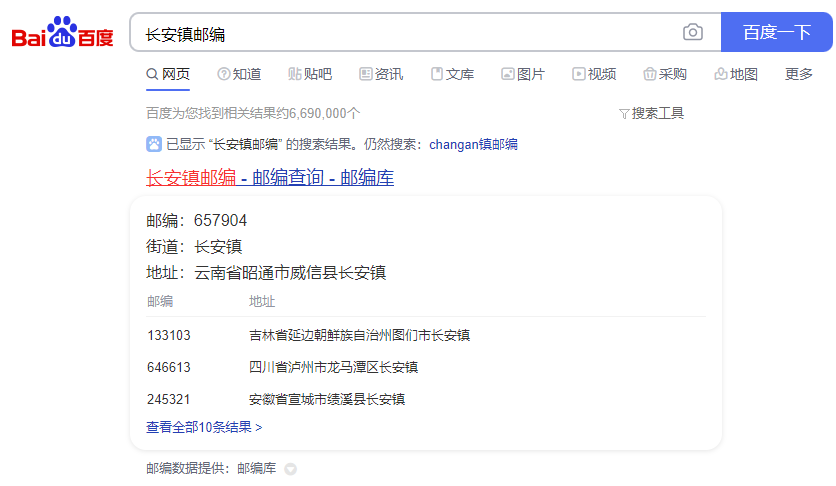 Bai du 百度
长安镇邮编
百度一下
网页 知道 贴吧 资讯 文库 图片 视频 采购 地图 更多
百度为您找到相关结果约6,690,000个 搜索工具
已显示 “长安镇邮编” 的搜索结果。仍然搜索：changan镇邮编
长安镇邮编 - 邮编查询 - 邮编库
邮编：657904
街道：长安镇
地址：云南省昭通市威信县长安镇
邮编 地址
133103 吉林省延边朝鲜族自治州图们市长安镇
646613 四川省泸州市龙马潭区长安镇
245321 安徽省宣城市绩溪县长安镇
查看全部10条结果 >
邮编数据提供：邮编库